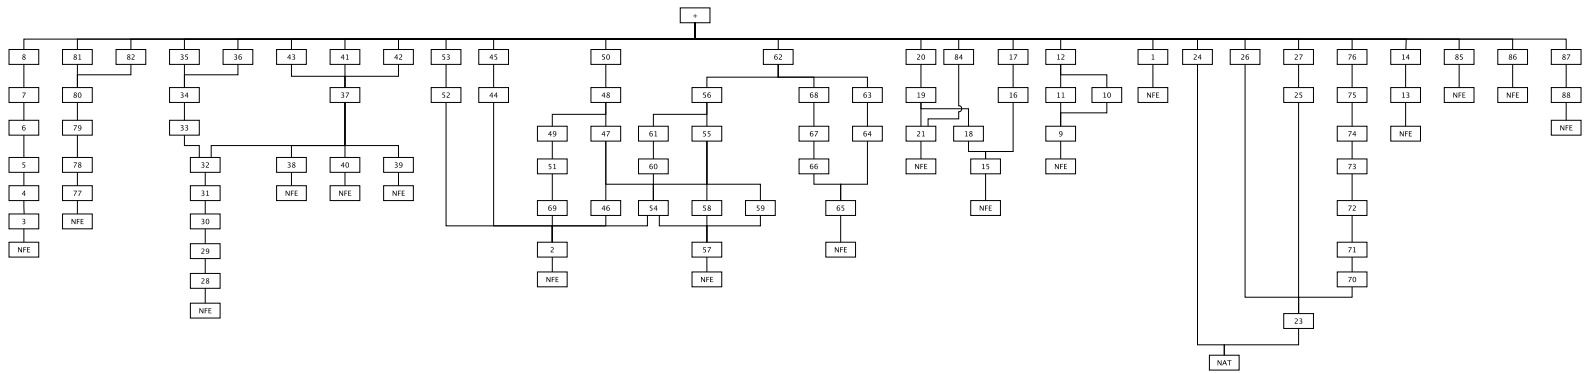 +
8 81 82 35 36 43 41 42 53 45 50 62 20 84 17 12 1 24 26 27 76 14 85 86 87
7 80 34 37 52 44 48 56 68 63 19 16 11 10 NFE 25 75 13 NFE NFE 88
6 79 33 49 47 61 55 67 64 21 18 9 74 NFE NFE
5 78 32 38 40 39 51 60 66 NFE 15 NFE 73
4 77 31 NFE NFE NFE
3 NFE 30 69 46 54 58 59 65 NFE 72
NFE 29 2 57 NFE 71
28 NFE NFE 70
NFE
23
NAT